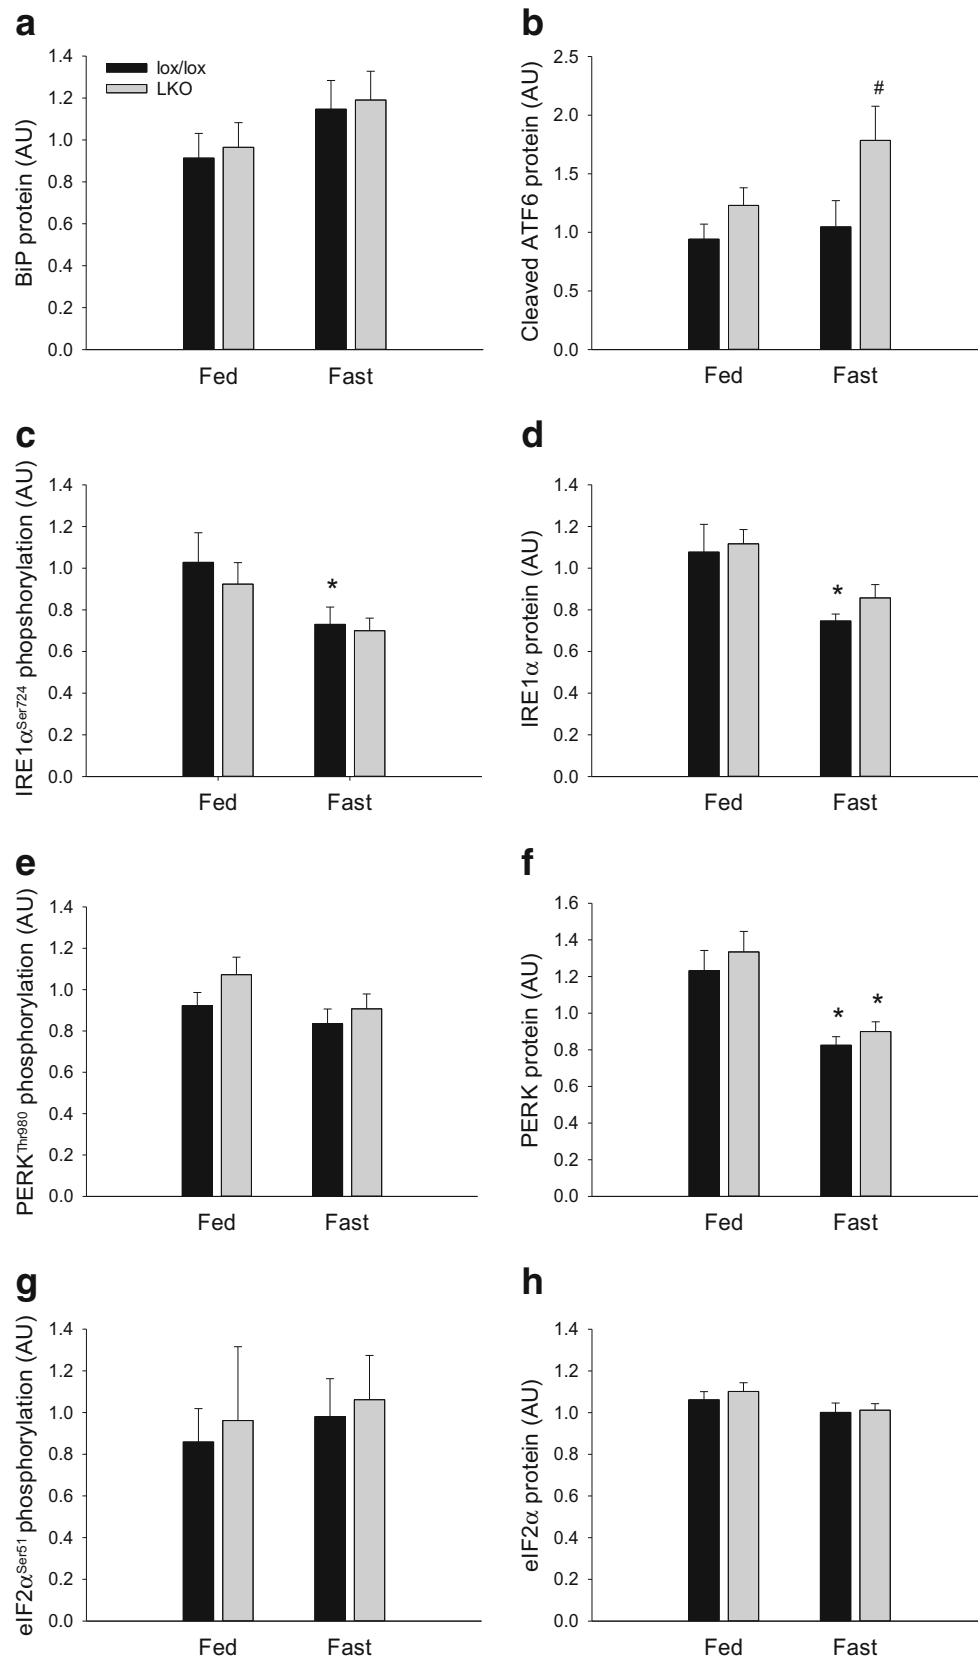 a
1.4
1.2
1.0
0.8
0.6
0.4
0.2
0.0
BiP protein (AU)
lox/lox
LKO
Fed Fast
b
2.5
2.0
1.5
1.0
0.5
0.0
Cleaved ATF6 protein (AU)
#
Fed Fast
c
1.4
1.2
1.0
0.8
0.6
0.4
0.2
0.0
IRE1αSer724 phopshorylation (AU)
*
Fed Fast
d
1.4
1.2
1.0
0.8
0.6
0.4
0.2
0.0
IRE1α protein (AU)
*
Fed Fast
e
1.4
1.2
1.0
0.8
0.6
0.4
0.2
0.0
PERKThr980 phosphorylation (AU)
Fed Fast
f
1.6
1.4
1.2
1.0
0.8
0.6
0.4
0.2
0.0
PERK protein (AU)
* *
Fed Fast
g
1.4
1.2
1.0
0.8
0.6
0.4
0.2
0.0
eIF2αSer51 phosphorylation (AU)
Fed Fast
h
1.4
1.2
1.0
0.8
0.6
0.4
0.2
0.0
eIF2α protein (AU)
Fed Fast